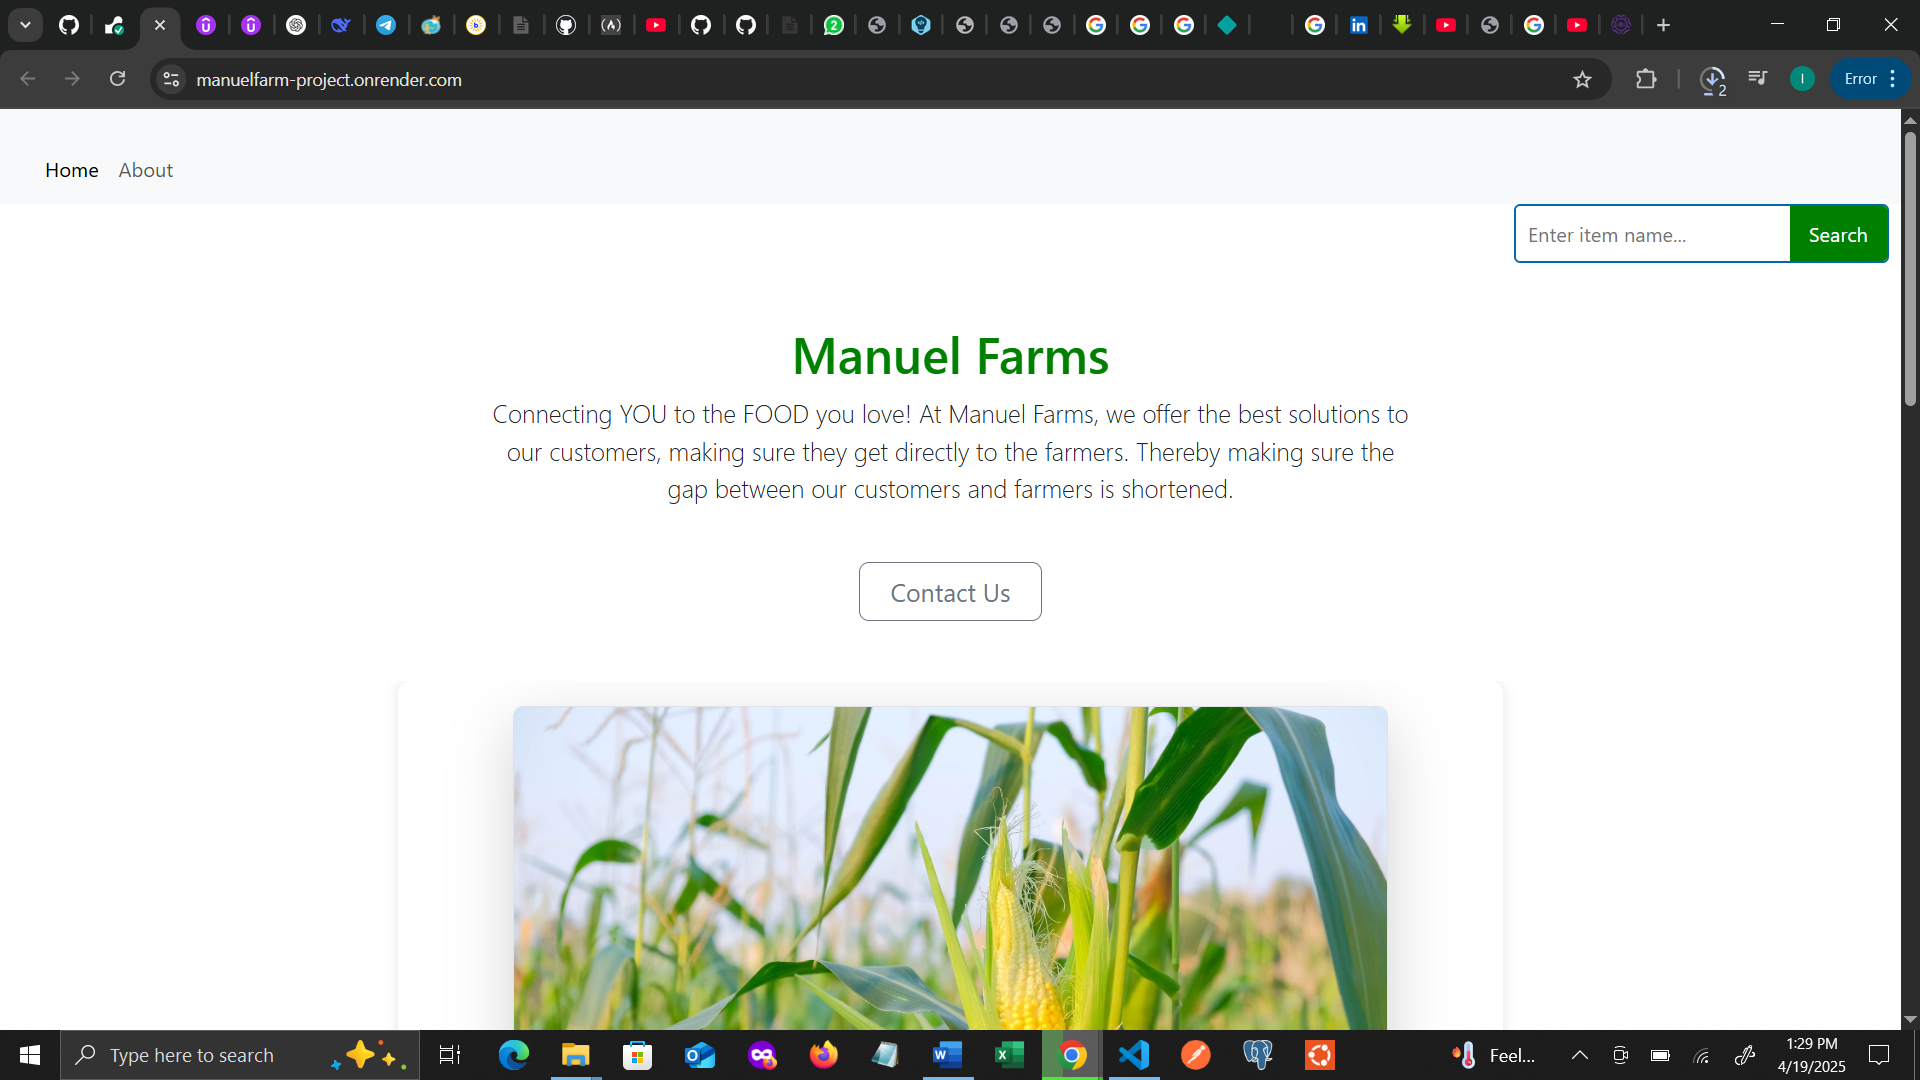 manuelfarm-project.onrender.com
2
Error
Home About
Enter item name...
Search
Manuel Farms
Connecting YOU to the FOOD you love! At Manuel Farms, we offer the best solutions to
our customers, making sure they get directly to the farmers. Thereby making sure the
gap between our customers and farmers is shortened.
Contact Us
Type here to search
Feel...
1:29 PM
4/19/2025